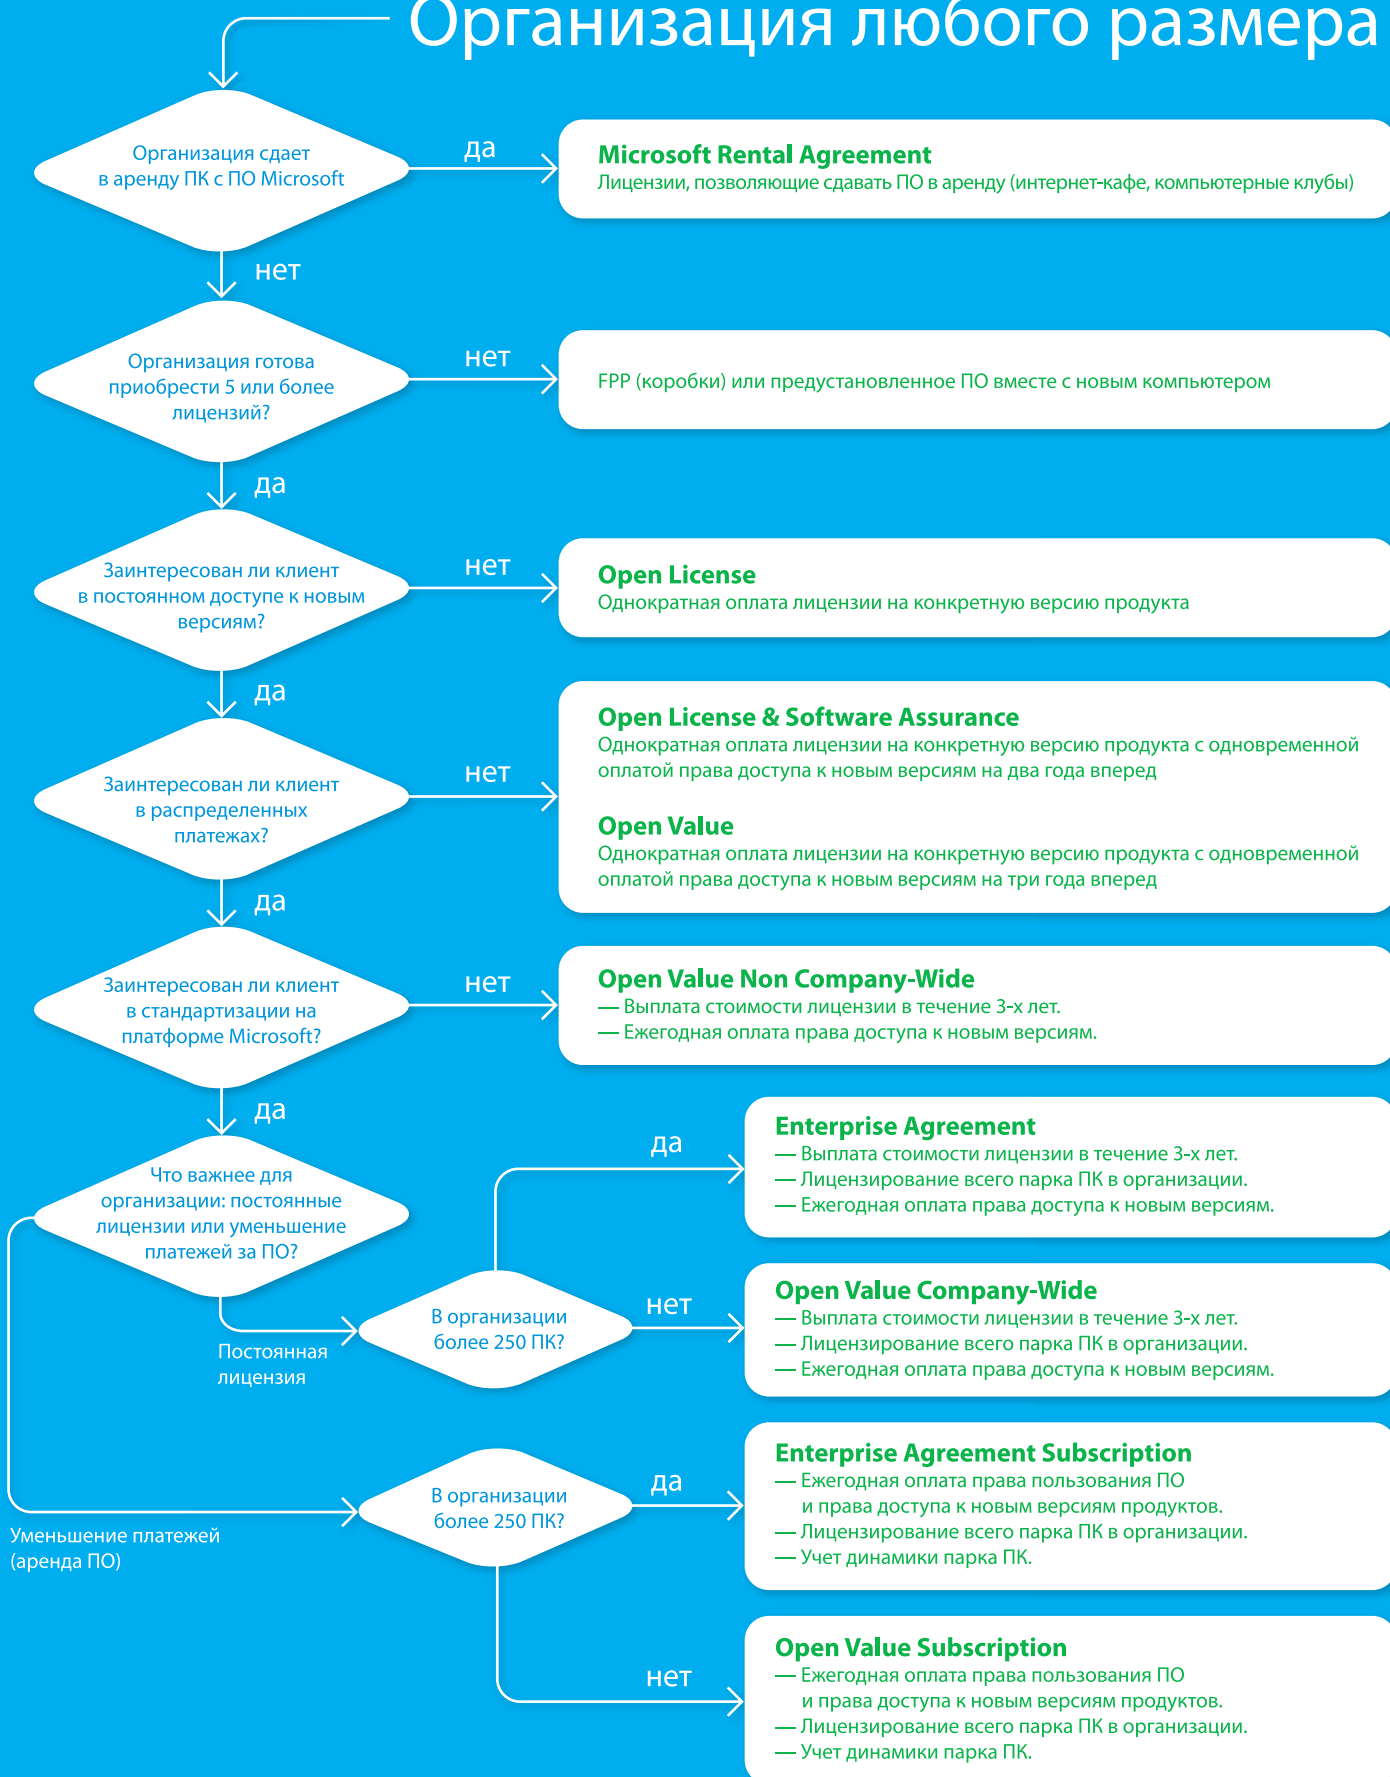 Организация любого размера
Организация сдает
в аренду ПК с ПО Microsoft
да
Microsoft Rental Agreement
Лицензии, позволяющие сдавать ПО в аренду (интернет-кафе, компьютерные клубы)
нет
Организация готова
приобрести 5 или более
лицензий?
нет
FPP (коробки) или предустановленное ПО вместе с новым компьютером
да
Заинтересован ли клиент
в постоянном доступе к новым
версиям?
нет
Open License
Однократная оплата лицензии на конкретную версию продукта
да
Заинтересован ли клиент
в распределенных
платежах?
нет
Open License & Software Assurance
Однократная оплата лицензии на конкретную версию продукта с одновременной
оплатой права доступа к новым версиям на два года вперед
Open Value
Однократная оплата лицензии на конкретную версию продукта с одновременной
оплатой права доступа к новым версиям на три года вперед
да
Заинтересован ли клиент
в стандартизации на
платформе Microsoft?
нет
Open Value Non Company-Wide
— Выплата стоимости лицензии в течение 3-х лет.
— Ежегодная оплата права доступа к новым версиям.
да
Что важнее для
организации: постоянные
лицензии или уменьшение
платежей за ПО?
Постоянная
лицензия
В организации
более 250 ПК?
да
Enterprise Agreement
— Выплата стоимости лицензии в течение 3-х лет.
— Лицензирование всего парка ПК в организации.
— Ежегодная оплата права доступа к новым версиям.
нет
Open Value Company-Wide
— Выплата стоимости лицензии в течение 3-х лет.
— Лицензирование всего парка ПК в организации.
— Ежегодная оплата права доступа к новым версиям.
Уменьшение платежей
(аренда ПО)
В организации
более 250 ПК?
да
Enterprise Agreement Subscription
— Ежегодная оплата права пользования ПО
и права доступа к новым версиям продуктов.
— Лицензирование всего парка ПК в организации.
— Учет динамики парка ПК.
нет
Open Value Subscription
— Ежегодная оплата права пользования ПО
и права доступа к новым версиям продуктов.
— Лицензирование всего парка ПК в организации.
— Учет динамики парка ПК.